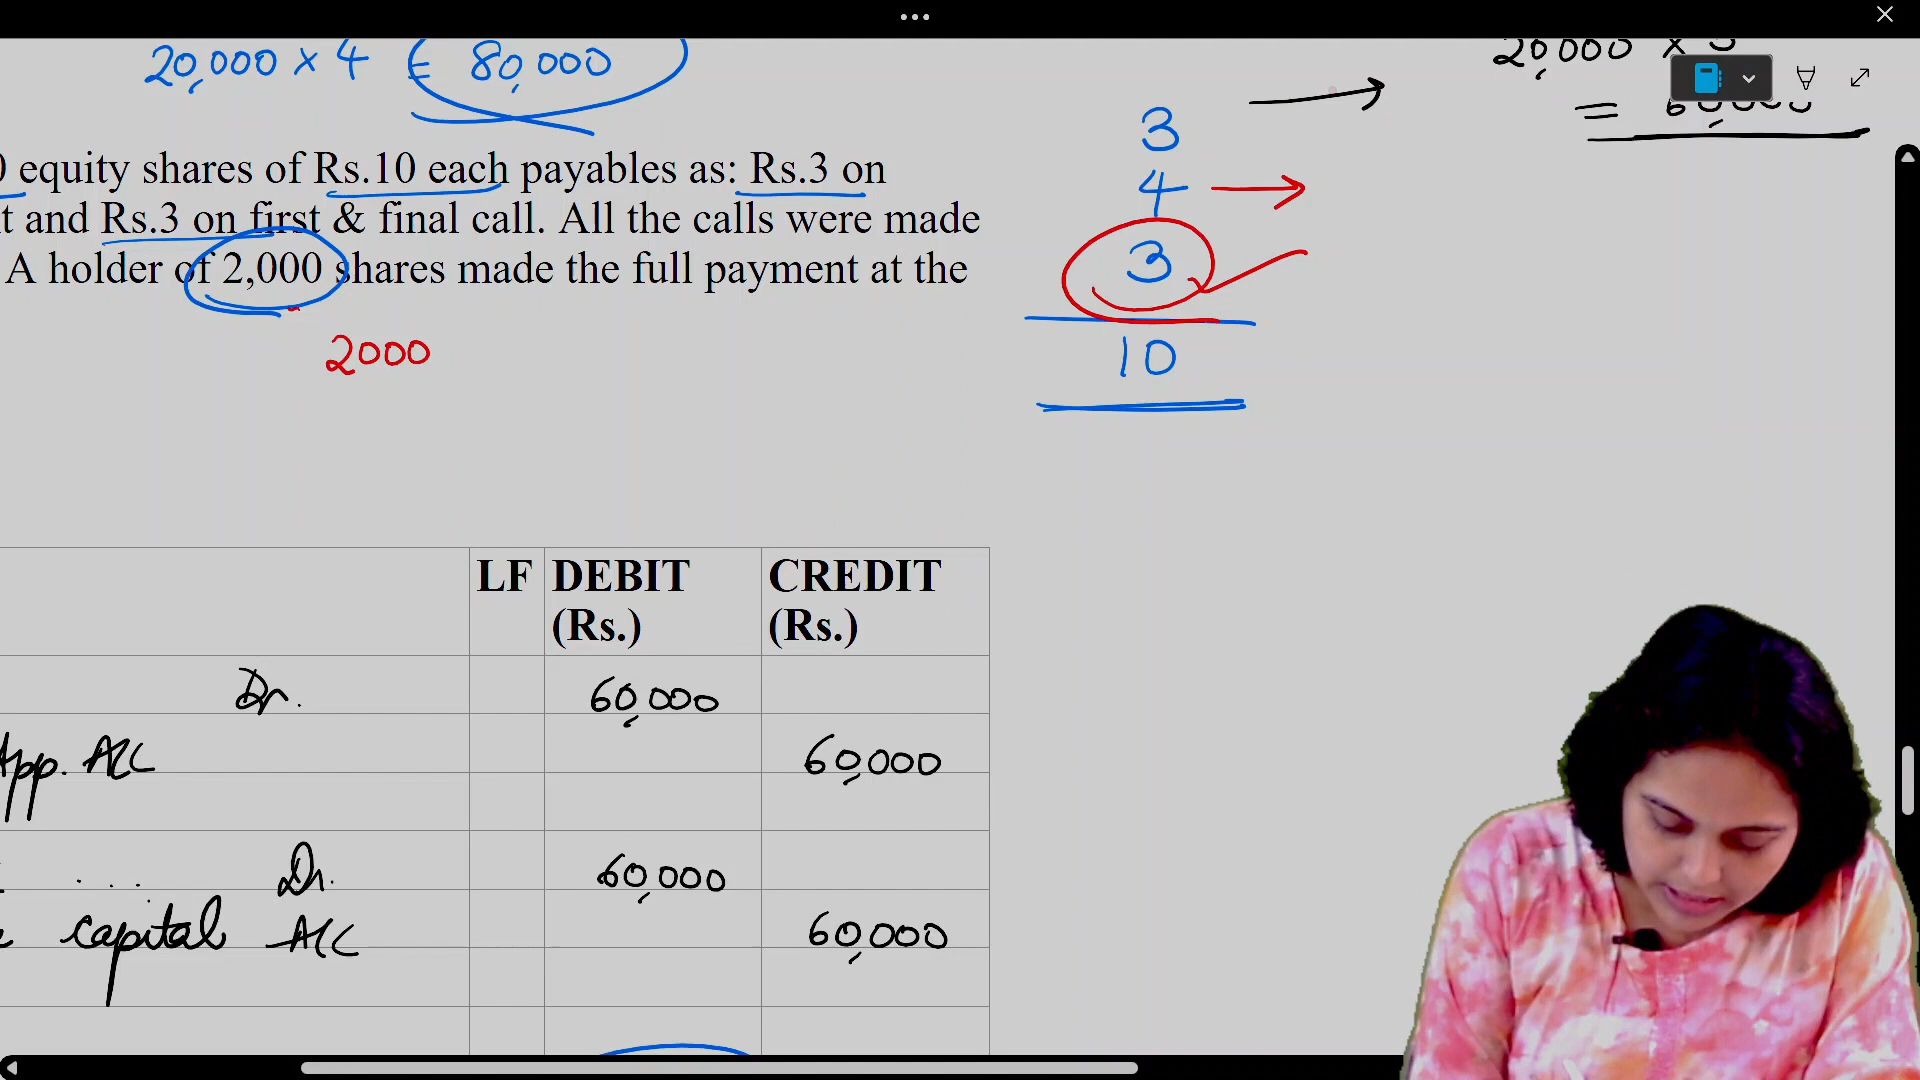 20,000 × 4 = 80,000
20,000 × 3
= 60,000
0 equity shares of Rs.10 each payables as: Rs.3 on
t and Rs.3 on first & final call. All the calls were made
A holder of 2,000 shares made the full payment at the
2000
3
4
3
10
LF DEBIT (Rs.) CREDIT (Rs.)
Dr. 60,000
App. A/C 60,000
.... Dr. 60,000
capital A/C 60,000